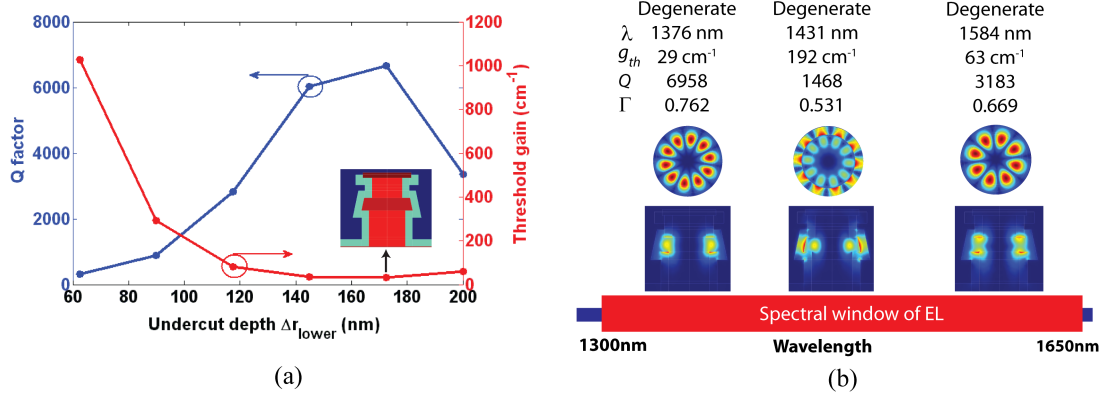 8000
6000
4000
2000
0
Q factor
1200
1000
800
600
400
200
0
Threshold gain (cm⁻¹)
60 80 100 120 140 160 180 200
Undercut depth Δr_lower (nm)
(a)
Degenerate Degenerate Degenerate
λ 1376 nm 1431 nm 1584 nm
g_th 29 cm⁻¹ 192 cm⁻¹ 63 cm⁻¹
Q 6958 1468 3183
Γ 0.762 0.531 0.669
Spectral window of EL
1300nm Wavelength 1650nm
(b)